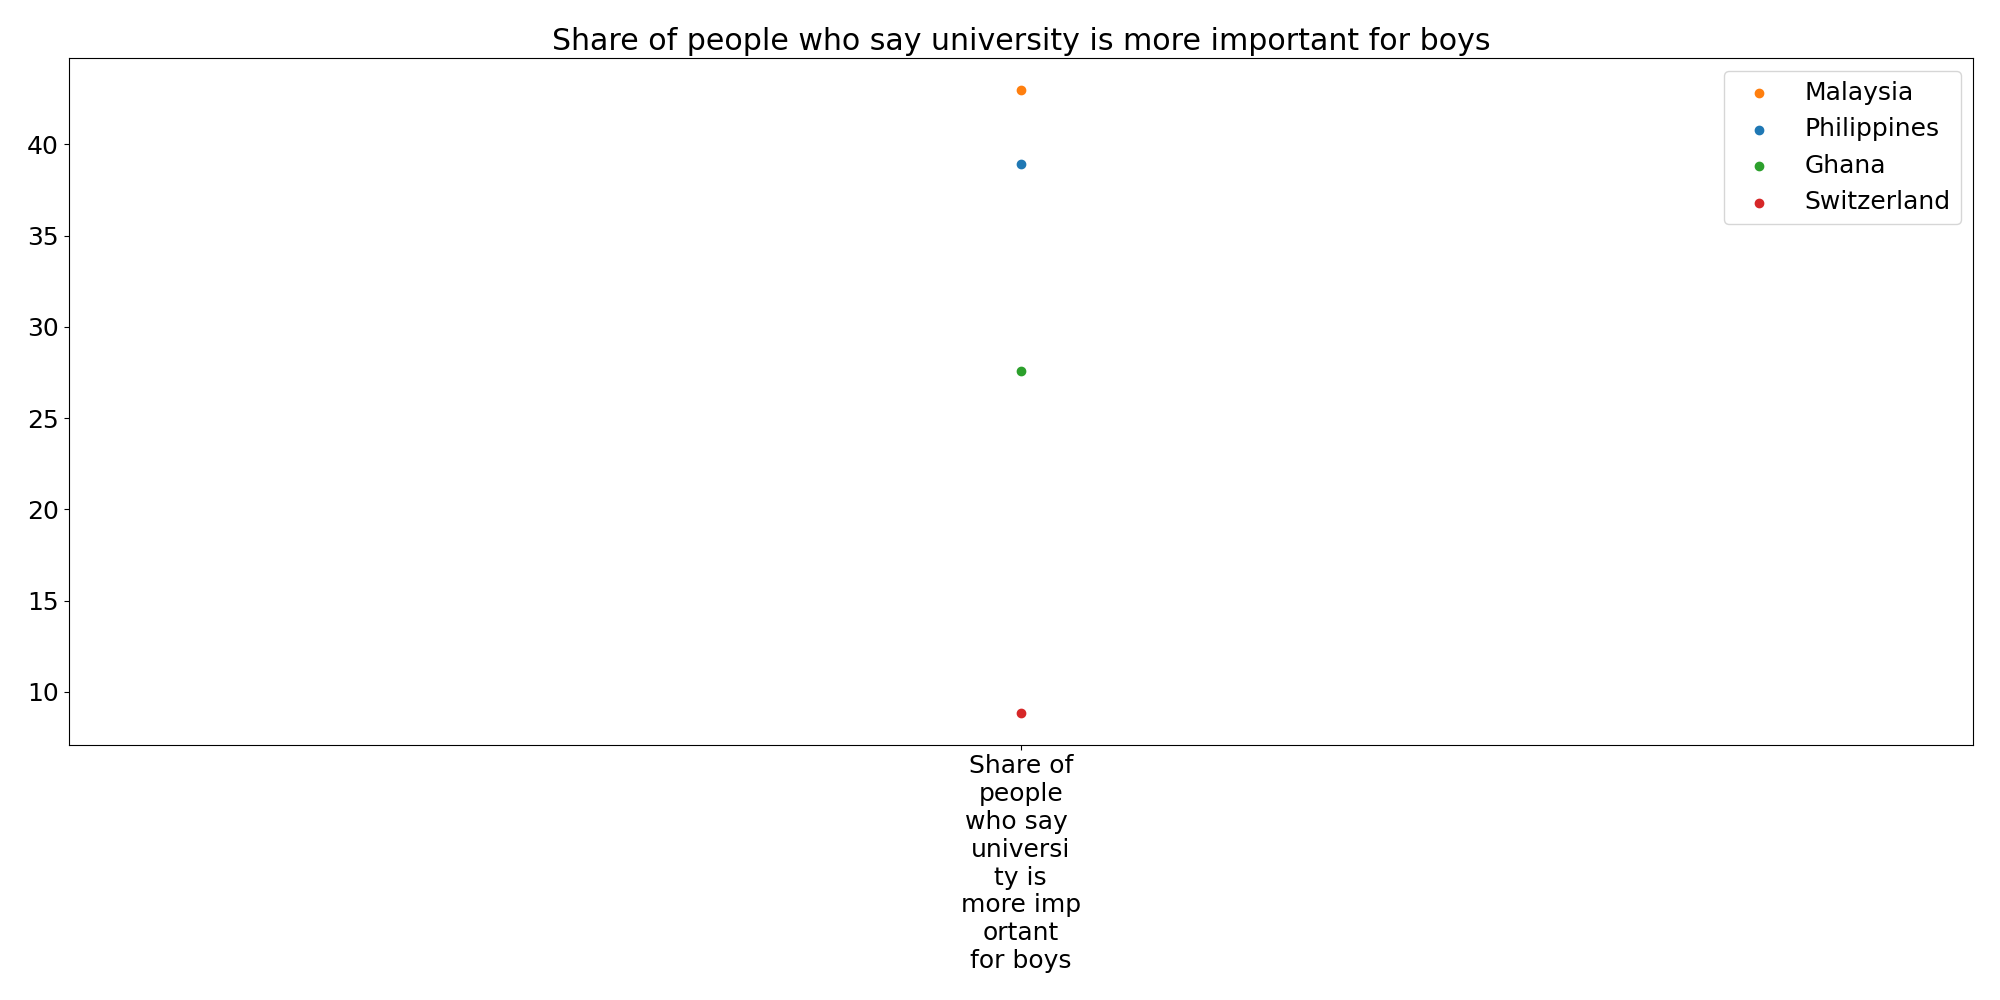 Share of people who say university is more important for boys
Malaysia
Philippines
Ghana
Switzerland
40
35
30
25
20
15
10
Share of
people
who say
universi
ty is
more imp
ortant
for boys